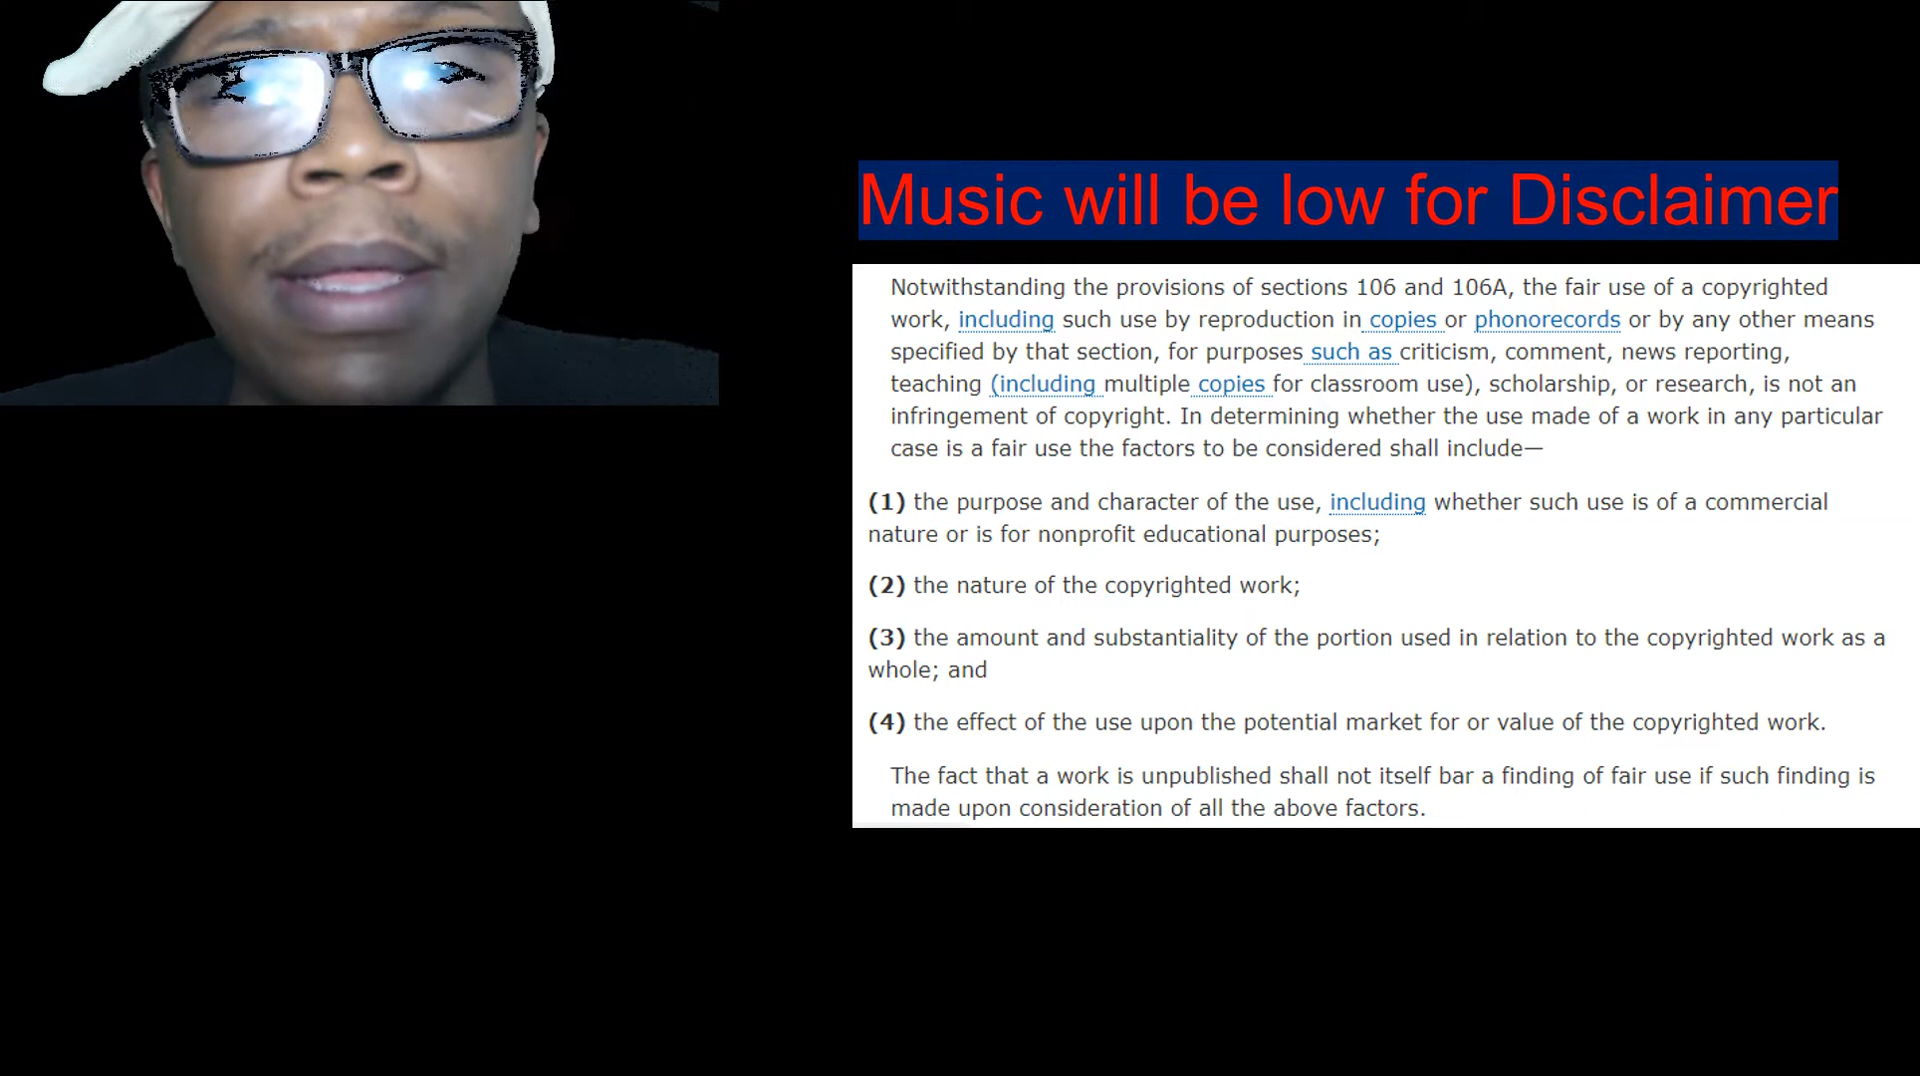 Music will be low for Disclaimer
Notwithstanding the provisions of sections 106 and 106A, the fair use of a copyrighted
work, including such use by reproduction in copies or phonorecords or by any other means
specified by that section, for purposes such as criticism, comment, news reporting,
teaching (including multiple copies for classroom use), scholarship, or research, is not an
infringement of copyright. In determining whether the use made of a work in any particular
case is a fair use the factors to be considered shall include—
(1) the purpose and character of the use, including whether such use is of a commercial
nature or is for nonprofit educational purposes;
(2) the nature of the copyrighted work;
(3) the amount and substantiality of the portion used in relation to the copyrighted work as a
whole; and
(4) the effect of the use upon the potential market for or value of the copyrighted work.
The fact that a work is unpublished shall not itself bar a finding of fair use if such finding is
made upon consideration of all the above factors.